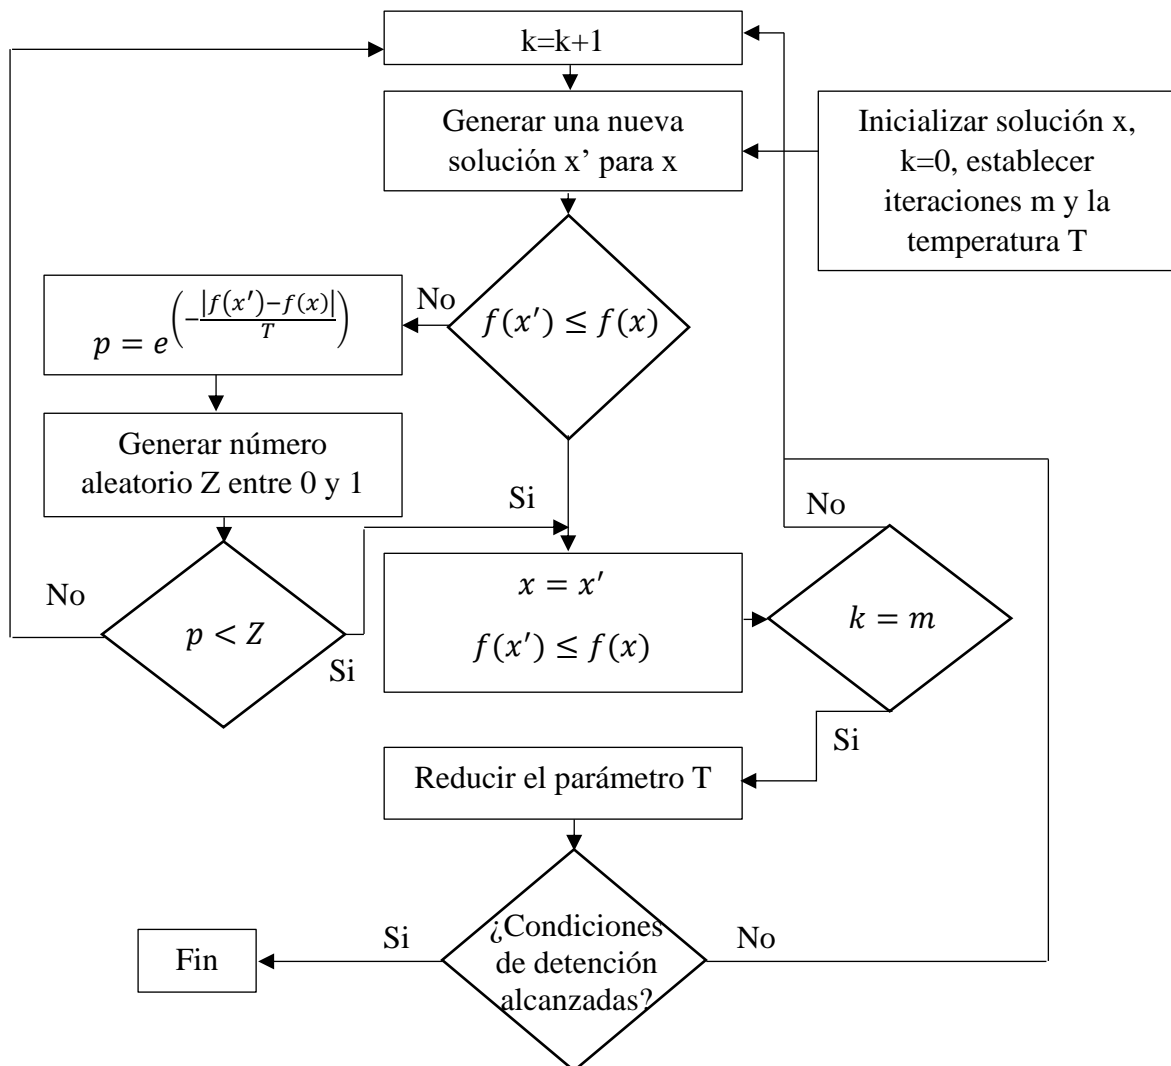 k=k+1
Generar una nueva
solución x’ para x
Inicializar solución x,
k=0, establecer
iteraciones m y la
temperatura T
No
f(x′) ≤ f(x)
p = e^(−|f(x′)−f(x)|/T)
Generar número
aleatorio Z entre 0 y 1
Si
No
No
p < Z
Si
x = x′
f(x′) ≤ f(x)
k = m
Si
Reducir el parámetro T
¿Condiciones
de detención
alcanzadas?
Si
No
Fin